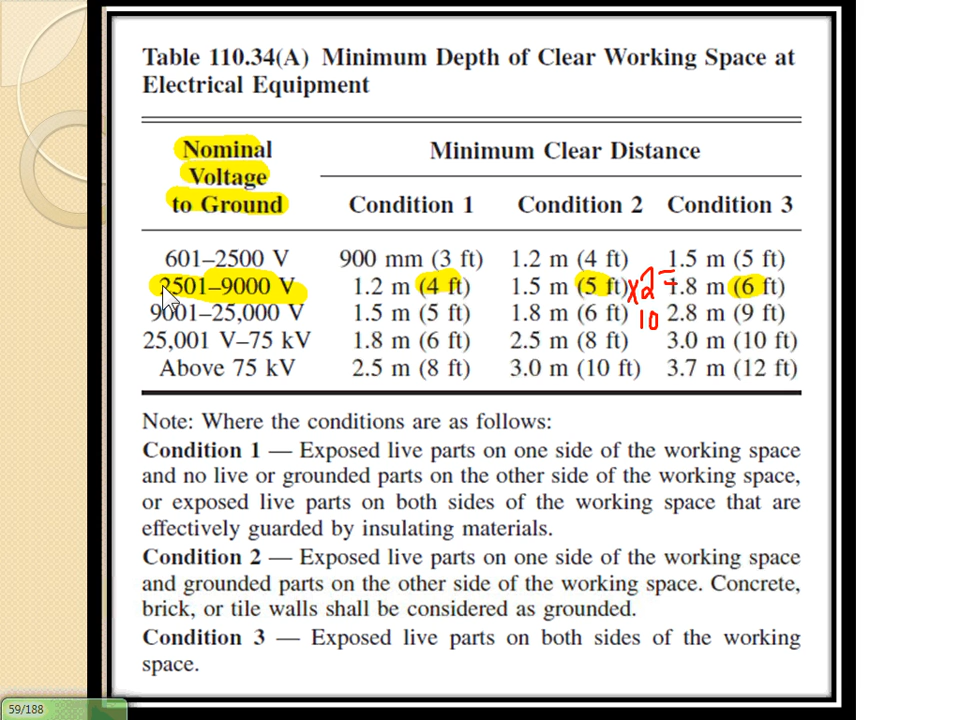 Table 110.34(A) Minimum Depth of Clear Working Space at
Electrical Equipment
Nominal
Voltage
to Ground
Minimum Clear Distance
Condition 1 Condition 2 Condition 3
601–2500 V 900 mm (3 ft) 1.2 m (4 ft) 1.5 m (5 ft)
2501–9000 V 1.2 m (4 ft) 1.5 m (5 ft) x2= 1.8 m (6 ft)
9001–25,000 V 1.5 m (5 ft) 1.8 m (6 ft) 10 2.8 m (9 ft)
25,001 V–75 kV 1.8 m (6 ft) 2.5 m (8 ft) 3.0 m (10 ft)
Above 75 kV 2.5 m (8 ft) 3.0 m (10 ft) 3.7 m (12 ft)
Note: Where the conditions are as follows:
Condition 1 — Exposed live parts on one side of the working space
and no live or grounded parts on the other side of the working space,
or exposed live parts on both sides of the working space that are
effectively guarded by insulating materials.
Condition 2 — Exposed live parts on one side of the working space
and grounded parts on the other side of the working space. Concrete,
brick, or tile walls shall be considered as grounded.
Condition 3 — Exposed live parts on both sides of the working
space.
59/188